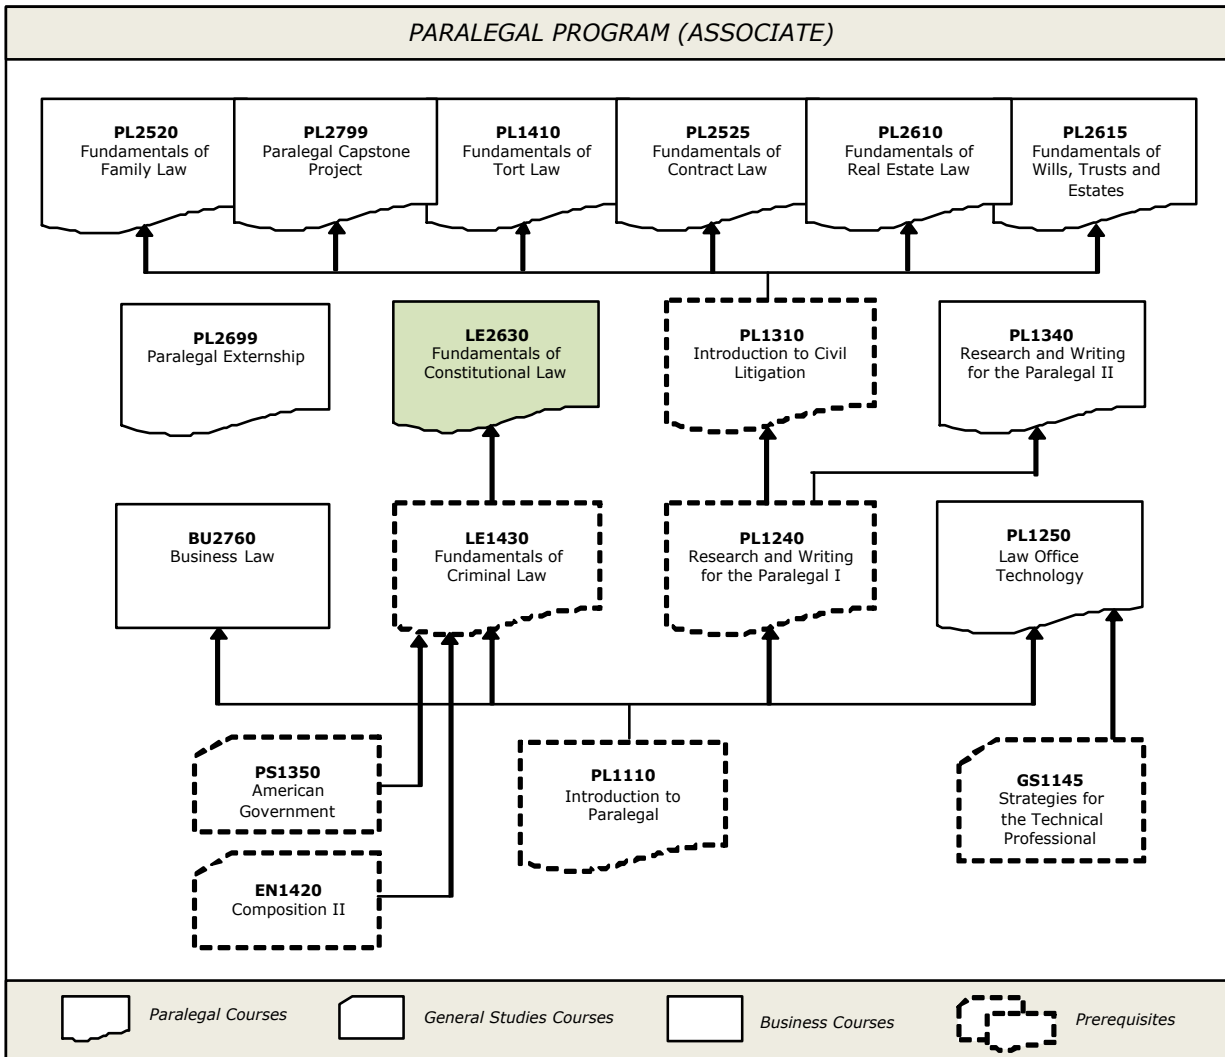 PARALEGAL PROGRAM (ASSOCIATE)
PL2520
Fundamentals of
Family Law
PL2799
Paralegal Capstone
Project
PL1410
Fundamentals of
Tort Law
PL2525
Fundamentals of
Contract Law
PL2610
Fundamentals of
Real Estate Law
PL2615
Fundamentals of
Wills, Trusts and
Estates
PL2699
Paralegal Externship
LE2630
Fundamentals of
Constitutional Law
PL1310
Introduction to Civil
Litigation
PL1340
Research and Writing
for the Paralegal II
BU2760
Business Law
LE1430
Fundamentals of
Criminal Law
PL1240
Research and Writing
for the Paralegal I
PL1250
Law Office
Technology
PS1350
American
Government
PL1110
Introduction to
Paralegal
GS1145
Strategies for
the Technical
Professional
EN1420
Composition II
Paralegal Courses
General Studies Courses
Business Courses
Prerequisites